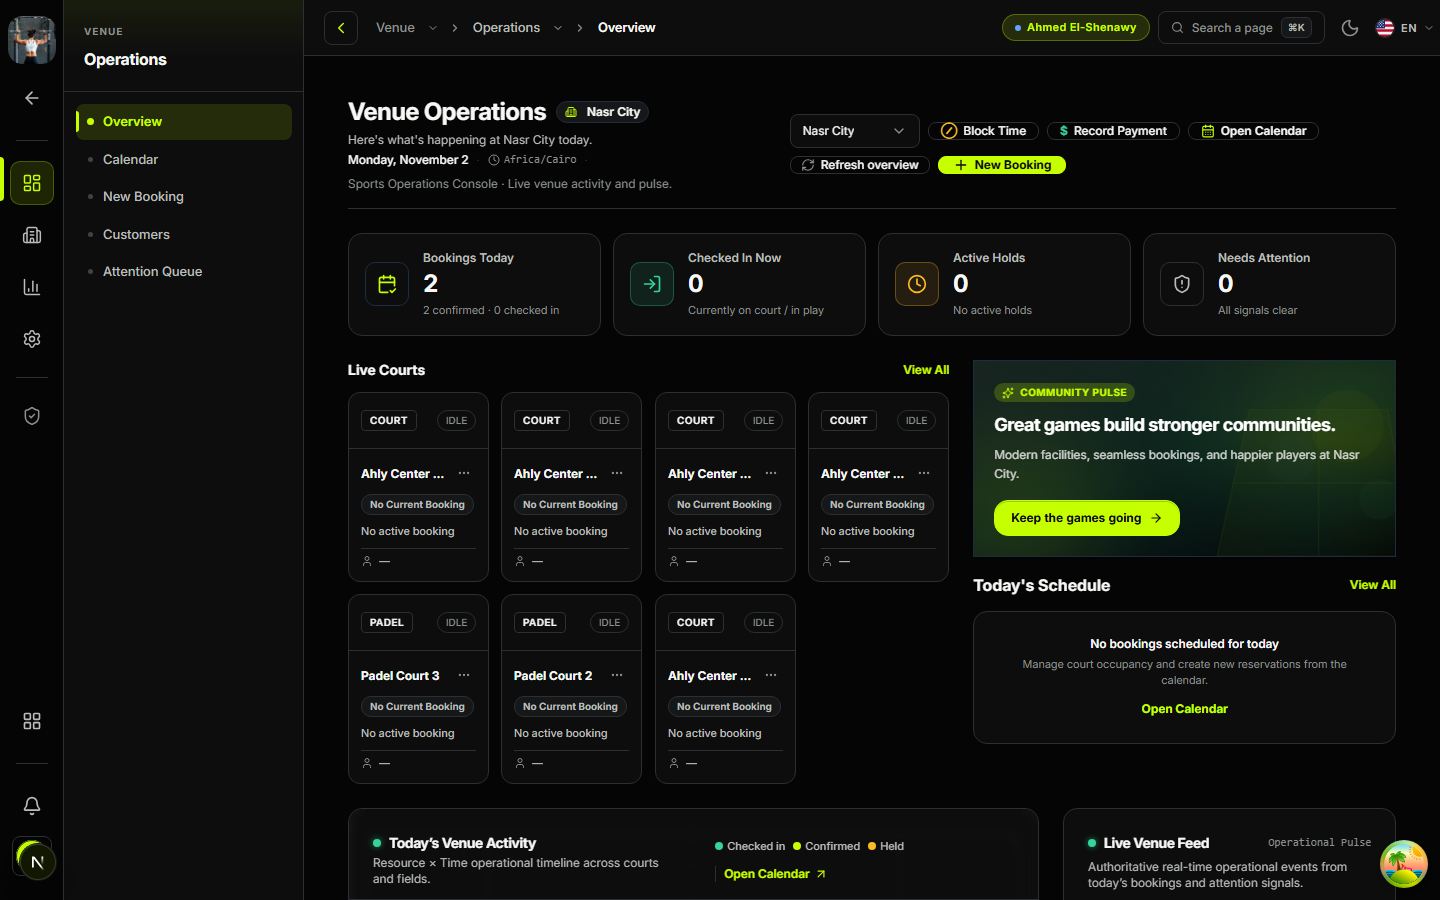 VENUE
Operations
Overview
Calendar
New Booking
Customers
Attention Queue
Venue
Operations
Overview
Ahmed El-Shenawy
Search a page
⌘K
EN
Venue Operations
Nasr City
Here's what's happening at Nasr City today.
Monday, November 2 · Africa/Cairo ·
Sports Operations Console · Live venue activity and pulse.
Nasr City
Block Time
$ Record Payment
Open Calendar
Refresh overview
+ New Booking
Bookings Today
2
2 confirmed · 0 checked in
Checked In Now
0
Currently on court / in play
Active Holds
0
No active holds
Needs Attention
0
All signals clear
Live Courts
View All
COURT IDLE
Ahly Center ... ···
No Current Booking
No active booking
—
COURT IDLE
Ahly Center ... ···
No Current Booking
No active booking
—
COURT IDLE
Ahly Center ... ···
No Current Booking
No active booking
—
COURT IDLE
Ahly Center ... ···
No Current Booking
No active booking
—
PADEL IDLE
Padel Court 3 ···
No Current Booking
No active booking
—
PADEL IDLE
Padel Court 2 ···
No Current Booking
No active booking
—
COURT IDLE
Ahly Center ... ···
No Current Booking
No active booking
—
COMMUNITY PULSE
Great games build stronger communities.
Modern facilities, seamless bookings, and happier players at Nasr
City.
Keep the games going →
Today's Schedule
View All
No bookings scheduled for today
Manage court occupancy and create new reservations from the
calendar.
Open Calendar
Today's Venue Activity
Resource × Time operational timeline across courts
and fields.
Checked in
Confirmed
Held
Open Calendar
Live Venue Feed
Operational Pulse
Authoritative real-time operational events from
today's bookings and attention signals.
N